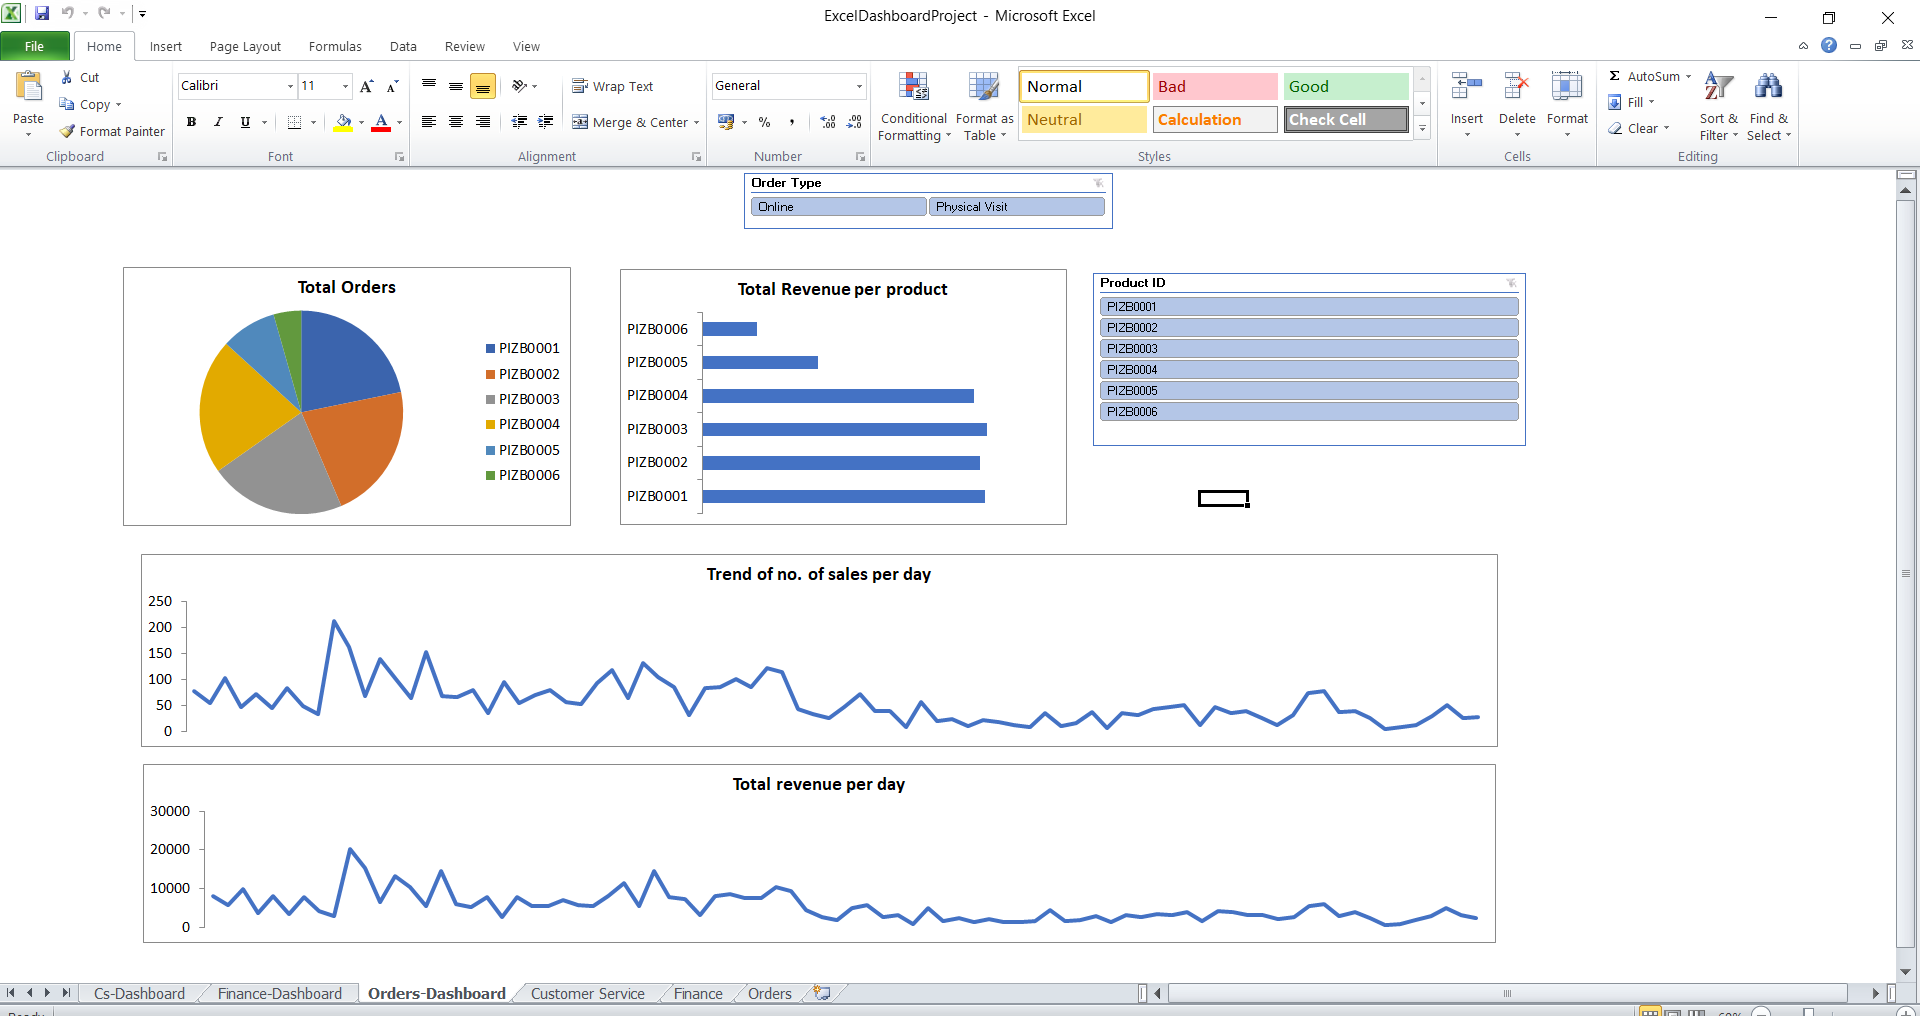 ExcelDashboardProject - Microsoft Excel
File Home Insert Page Layout Formulas Data Review View
Paste
Cut
Copy
Format Painter
Clipboard
Calibri 11
B I U
Font
Wrap Text
Merge & Center
Alignment
General
% ,
Number
Conditional Formatting
Format as Table
Normal Bad Good
Neutral Calculation Check Cell
Styles
Insert Delete Format
Cells
Σ AutoSum
Fill
Clear
Sort & Filter
Find & Select
Editing
Order Type
Online Physical Visit
Total Orders
PIZB0001
PIZB0002
PIZB0003
PIZB0004
PIZB0005
PIZB0006
Total Revenue per product
PIZB0006
PIZB0005
PIZB0004
PIZB0003
PIZB0002
PIZB0001
Product ID
PIZB0001
PIZB0002
PIZB0003
PIZB0004
PIZB0005
PIZB0006
Trend of no. of sales per day
250
200
150
100
50
0
Total revenue per day
30000
20000
10000
0
Cs-Dashboard Finance-Dashboard Orders-Dashboard Customer Service Finance Orders